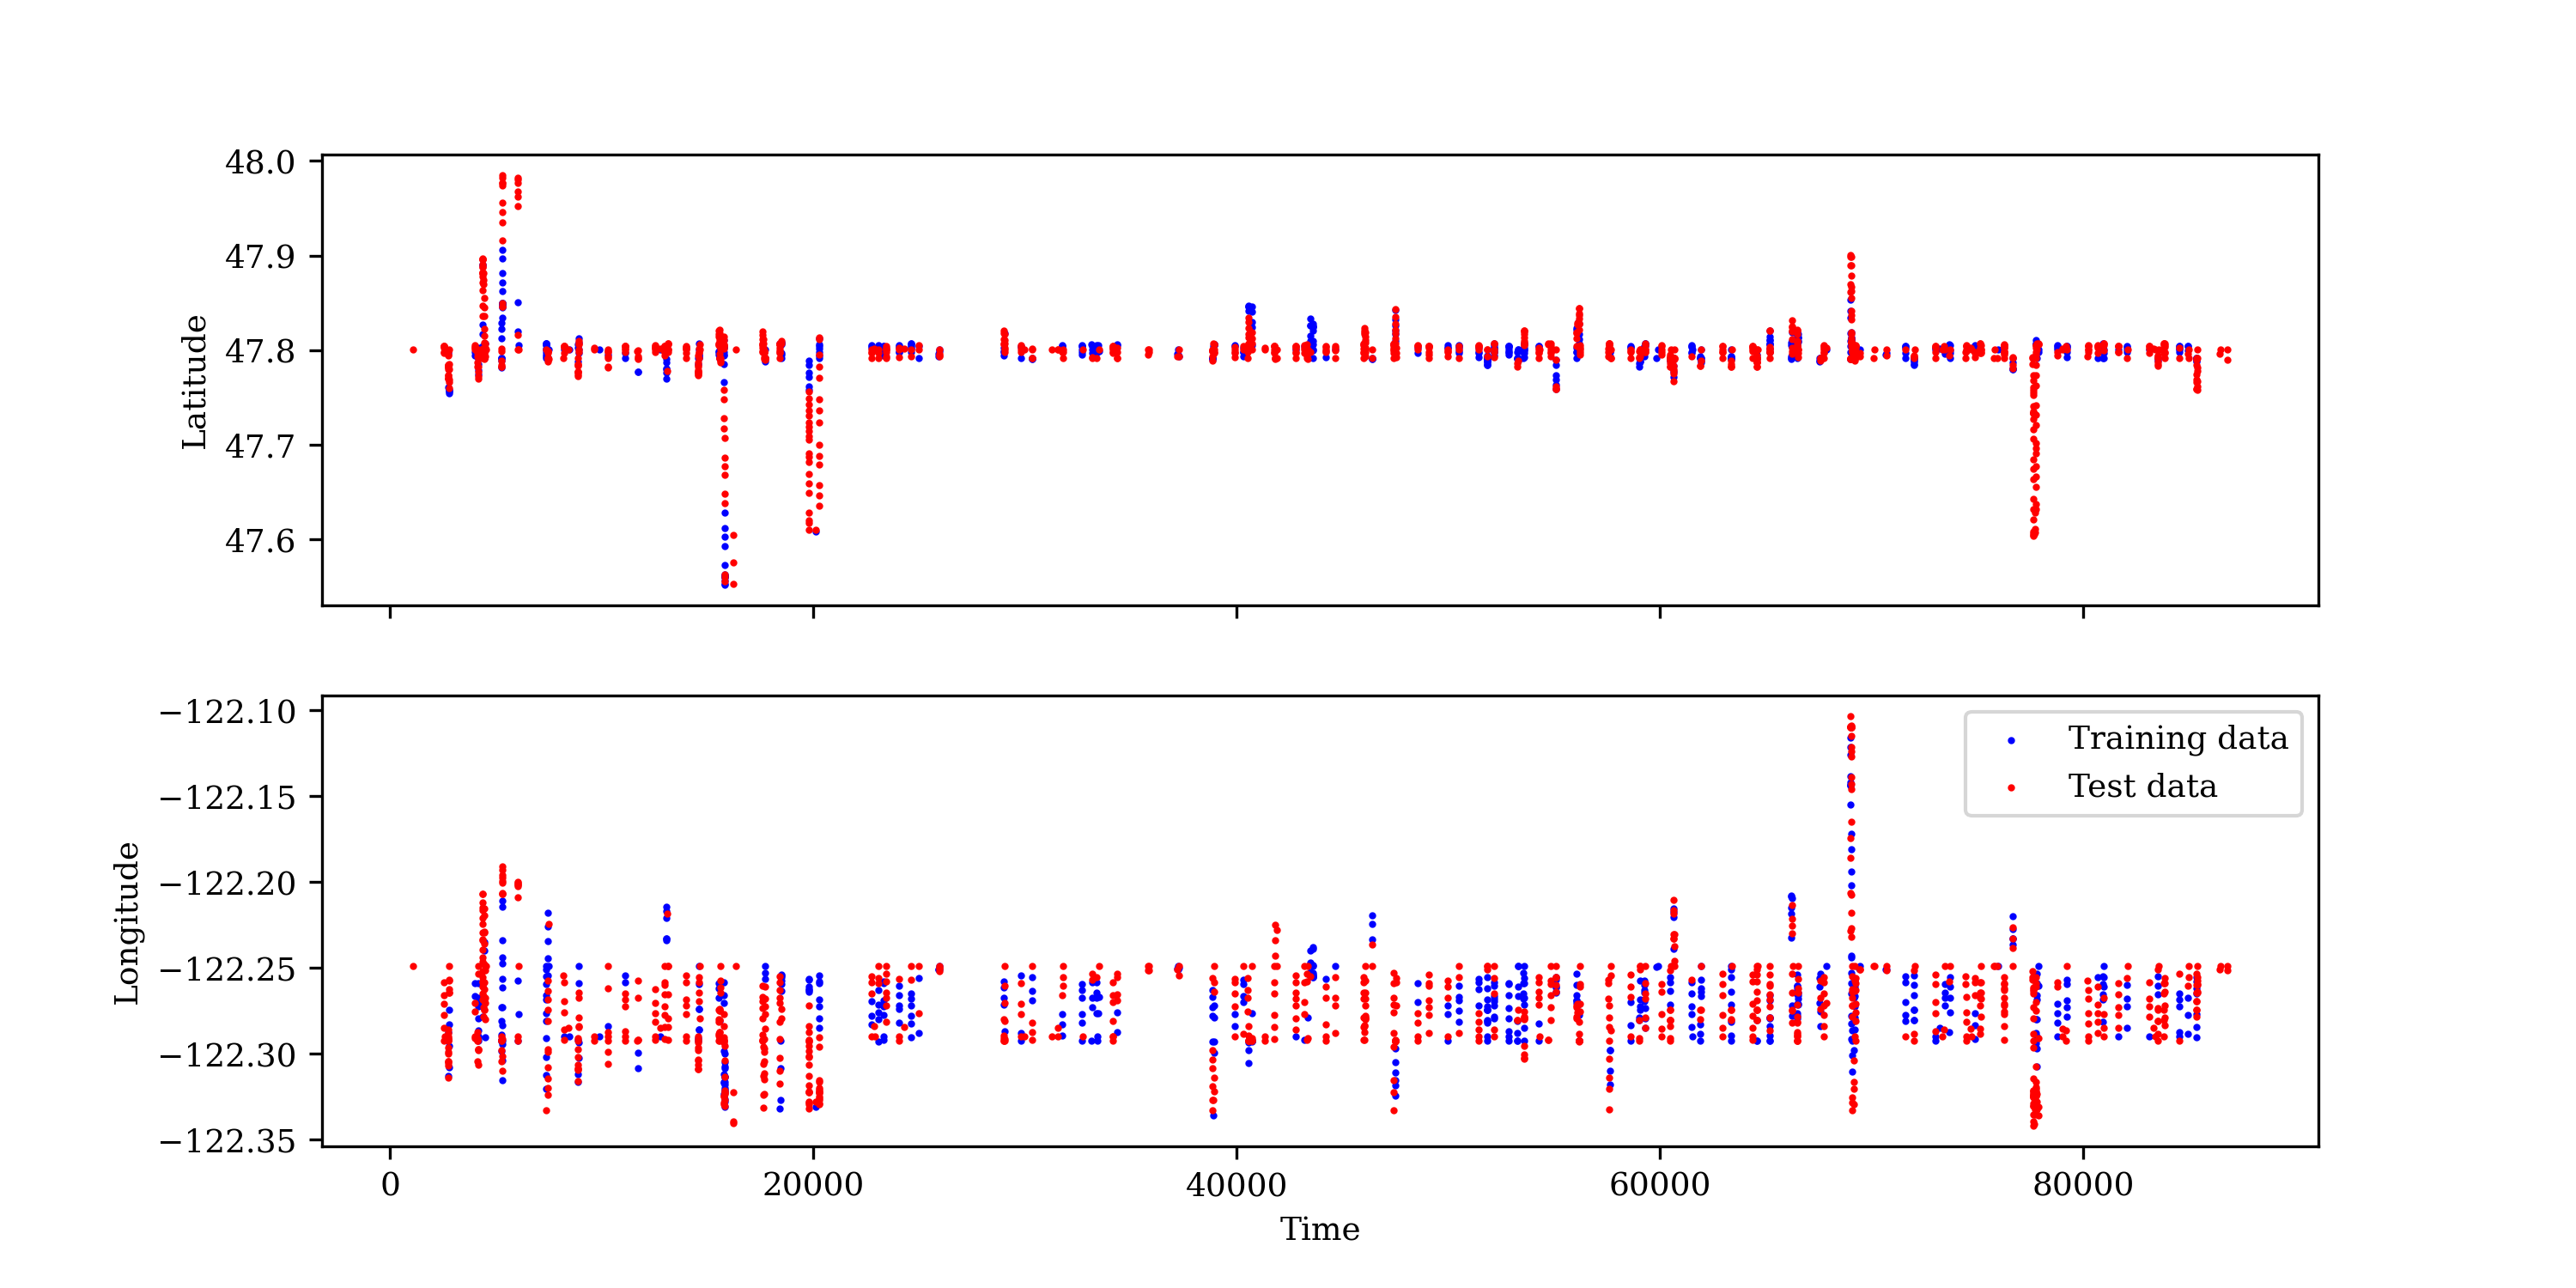 48.0
47.9
47.8
47.7
47.6
Latitude
−122.10
−122.15
−122.20
−122.25
−122.30
−122.35
Longitude
Training data
Test data
0 20000 40000 60000 80000
Time